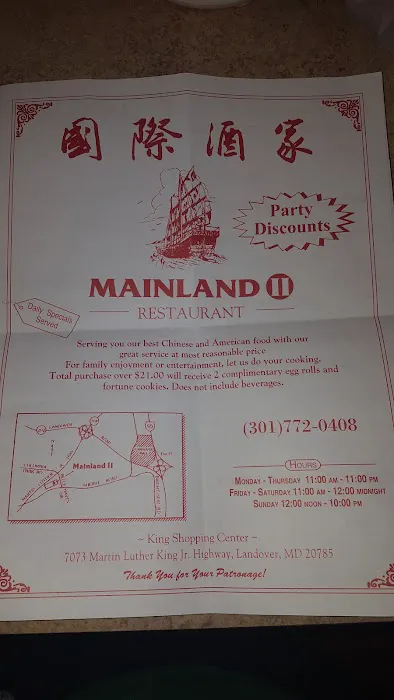 國際酒家
Party
Discounts
MAINLAND II
RESTAURANT
Daily Specials
Served
Serving you our best Chinese and American food with our
great service at most reasonable price
For family enjoyment or entertainment, let us do your cooking.
Total purchase over $21.00 will receive 2 complimentary egg rolls and
fortune cookies. Does not include beverages.
Mainland II
(301)772-0408
HOURS
MONDAY - THURSDAY 11:00 AM - 11:00 PM
FRIDAY - SATURDAY 11:00 AM - 12:00 MIDNIGHT
SUNDAY 12:00 NOON - 10:00 PM
~ King Shopping Center ~
7073 Martin Luther King Jr. Highway, Landover, MD 20785
Thank You for Your Patronage!